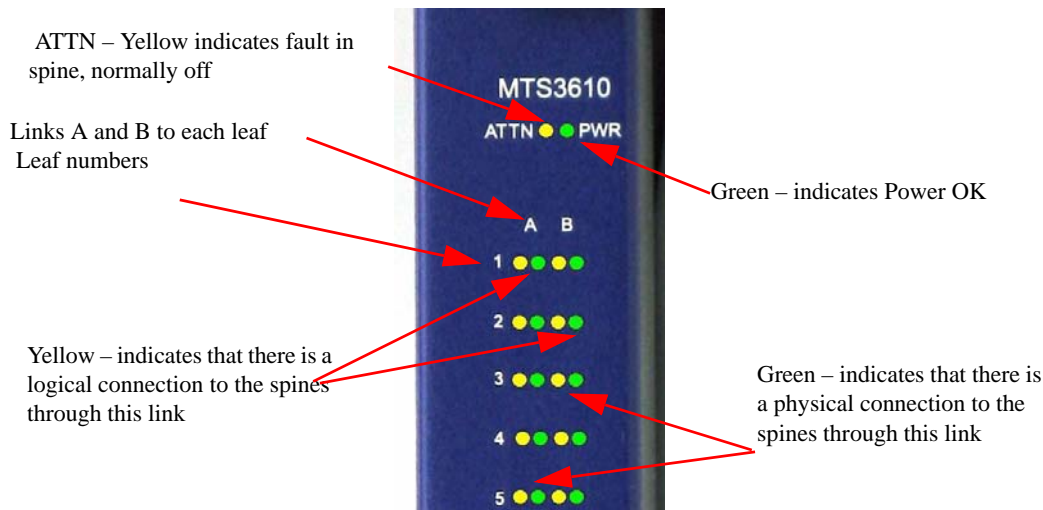 ATTN – Yellow indicates fault in
spine, normally off
MTS3610
ATTN PWR
Links A and B to each leaf
Leaf numbers
Green – indicates Power OK
A B
1
2
3
4
5
Yellow – indicates that there is a
logical connection to the spines
through this link
Green – indicates that there is
a physical connection to the
spines through this link